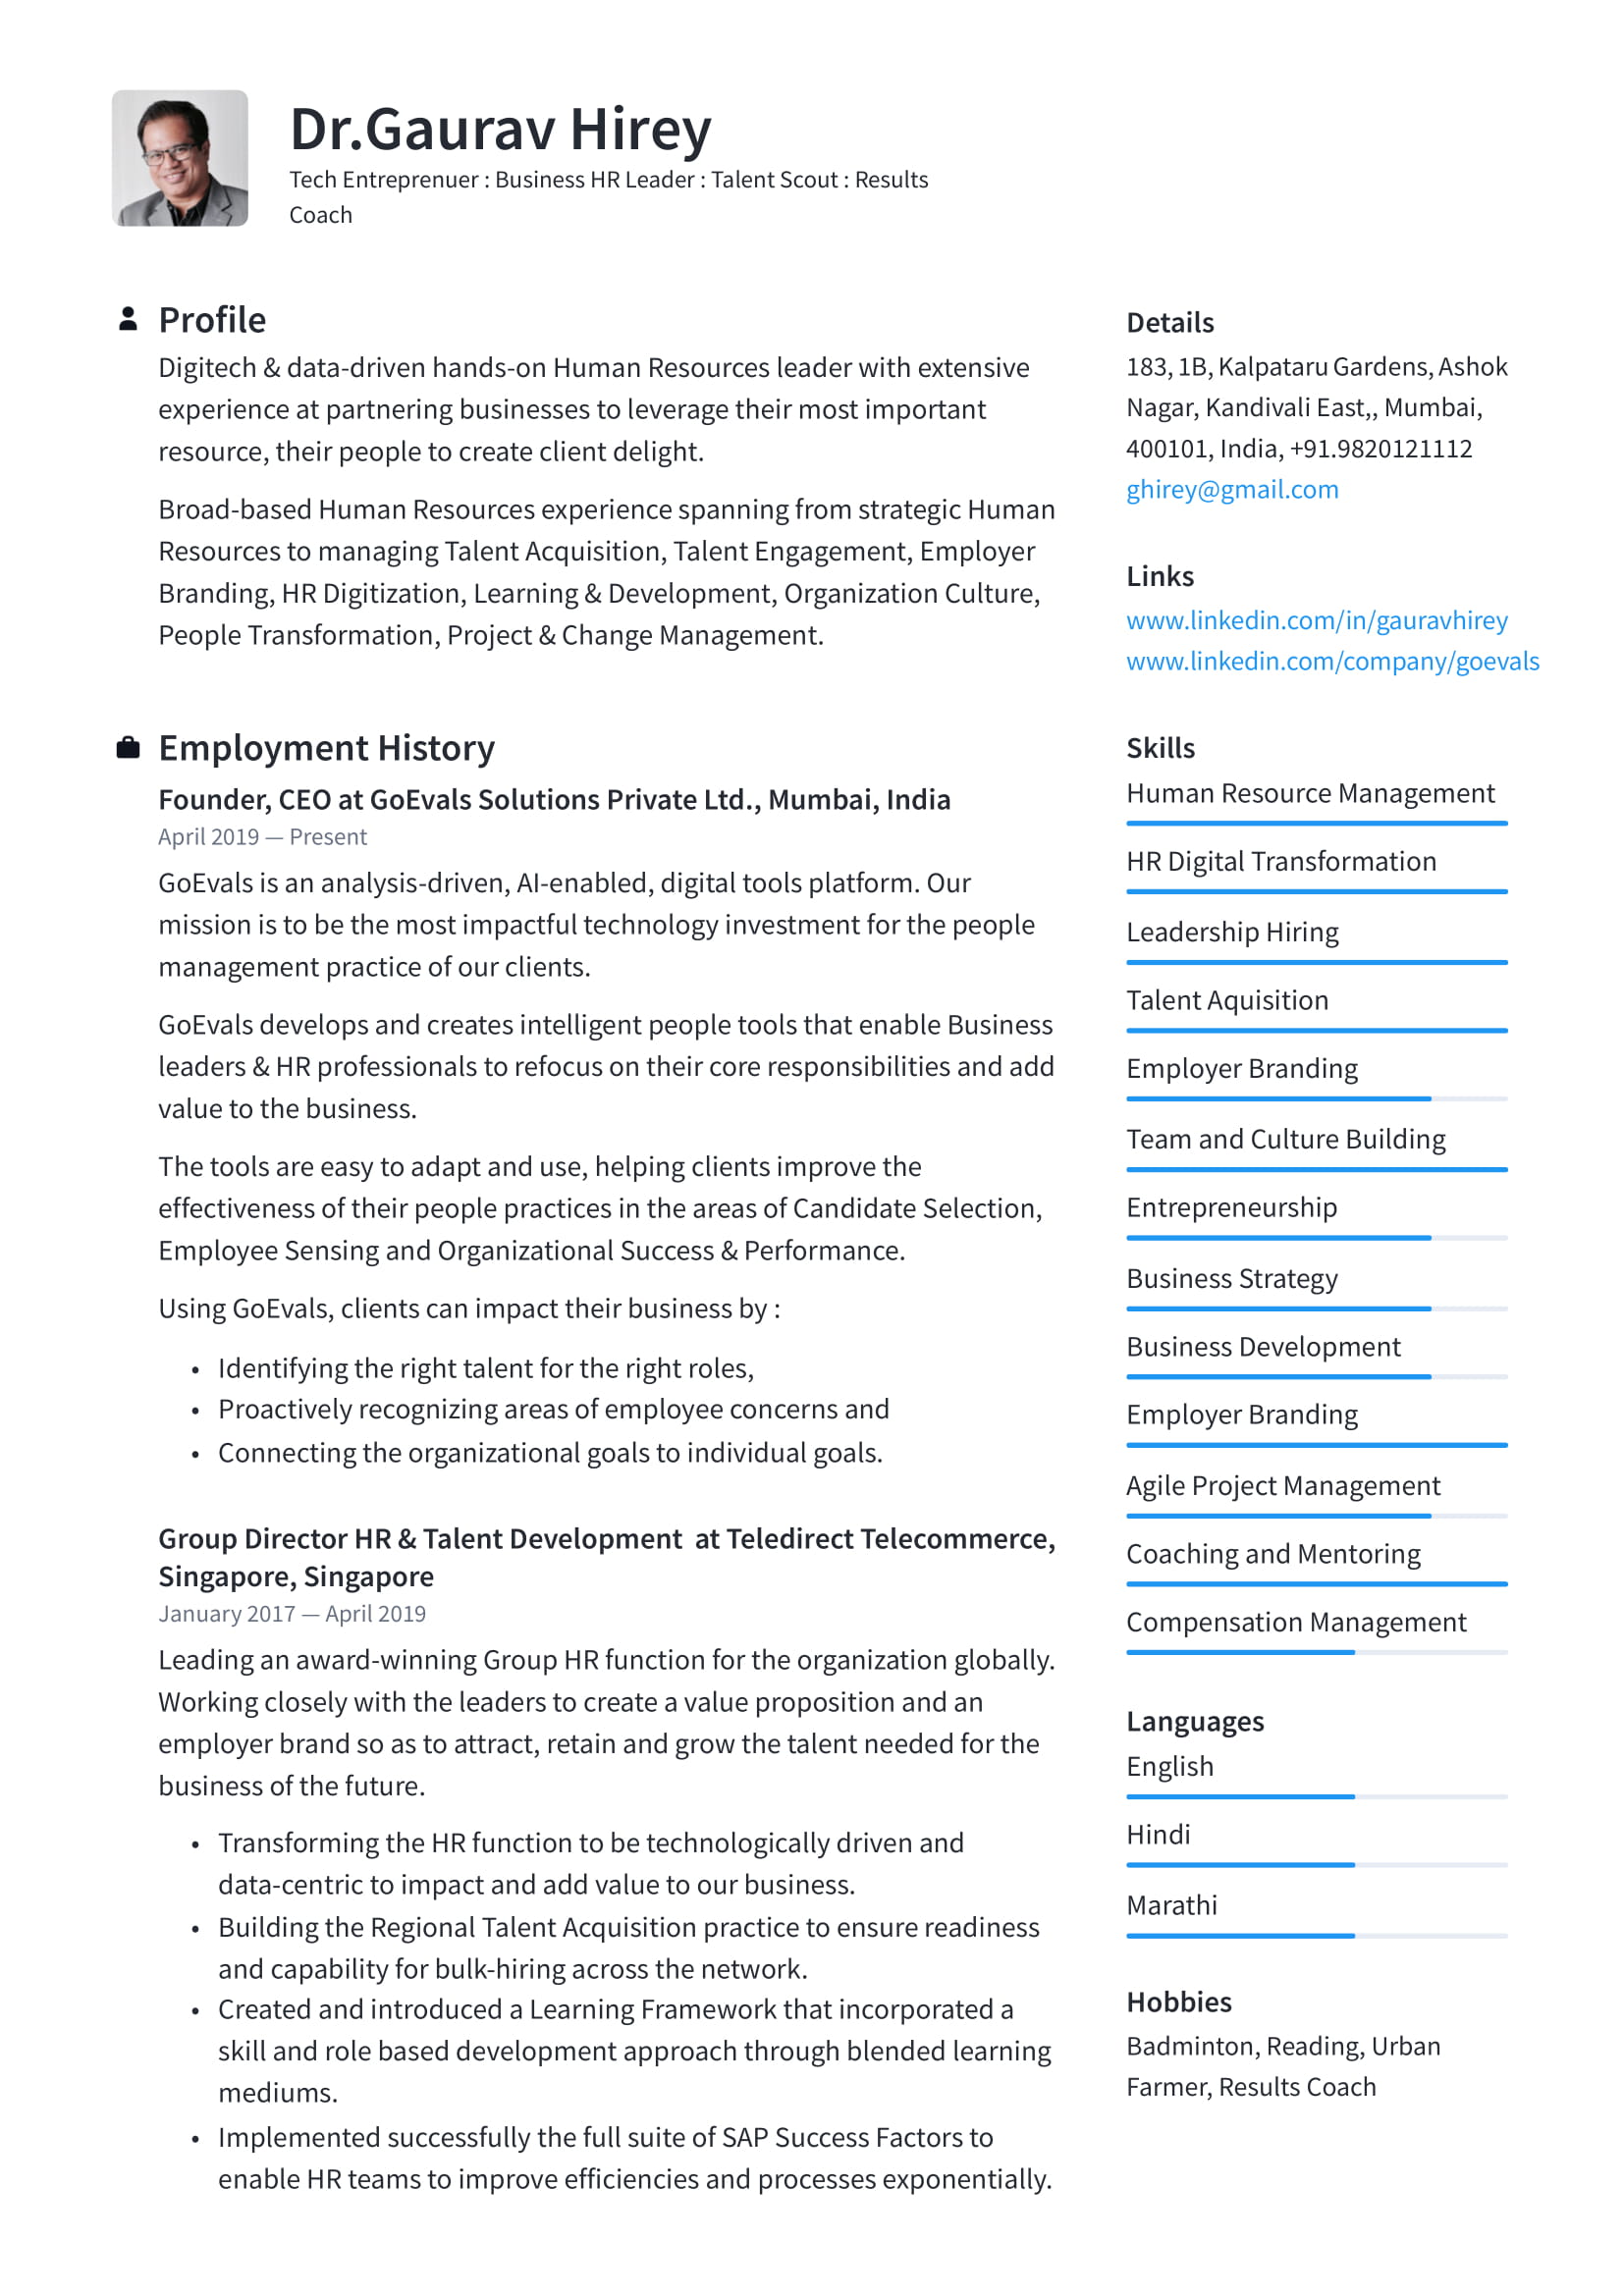 Dr.Gaurav Hirey
Tech Entreprenuer : Business HR Leader : Talent Scout : Results
Coach
Profile
Digitech & data-driven hands-on Human Resources leader with extensive
experience at partnering businesses to leverage their most important
resource, their people to create client delight.
Broad-based Human Resources experience spanning from strategic Human
Resources to managing Talent Acquisition, Talent Engagement, Employer
Branding, HR Digitization, Learning & Development, Organization Culture,
People Transformation, Project & Change Management.
Employment History
Founder, CEO at GoEvals Solutions Private Ltd., Mumbai, India
April 2019 — Present
GoEvals is an analysis-driven, AI-enabled, digital tools platform. Our
mission is to be the most impactful technology investment for the people
management practice of our clients.
GoEvals develops and creates intelligent people tools that enable Business
leaders & HR professionals to refocus on their core responsibilities and add
value to the business.
The tools are easy to adapt and use, helping clients improve the
effectiveness of their people practices in the areas of Candidate Selection,
Employee Sensing and Organizational Success & Performance.
Using GoEvals, clients can impact their business by :
• Identifying the right talent for the right roles,
• Proactively recognizing areas of employee concerns and
• Connecting the organizational goals to individual goals.
Group Director HR & Talent Development  at Teledirect Telecommerce,
Singapore, Singapore
January 2017 — April 2019
Leading an award-winning Group HR function for the organization globally.
Working closely with the leaders to create a value proposition and an
employer brand so as to attract, retain and grow the talent needed for the
business of the future.
• Transforming the HR function to be technologically driven and
data-centric to impact and add value to our business.
• Building the Regional Talent Acquisition practice to ensure readiness
and capability for bulk-hiring across the network.
• Created and introduced a Learning Framework that incorporated a
skill and role based development approach through blended learning
mediums.
• Implemented successfully the full suite of SAP Success Factors to
enable HR teams to improve efficiencies and processes exponentially.
Details
183, 1B, Kalpataru Gardens, Ashok
Nagar, Kandivali East,, Mumbai,
400101, India, +91.9820121112
ghirey@gmail.com
Links
www.linkedin.com/in/gauravhirey
www.linkedin.com/company/goevals
Skills
Human Resource Management
HR Digital Transformation
Leadership Hiring
Talent Aquisition
Employer Branding
Team and Culture Building
Entrepreneurship
Business Strategy
Business Development
Employer Branding
Agile Project Management
Coaching and Mentoring
Compensation Management
Languages
English
Hindi
Marathi
Hobbies
Badminton, Reading, Urban
Farmer, Results Coach